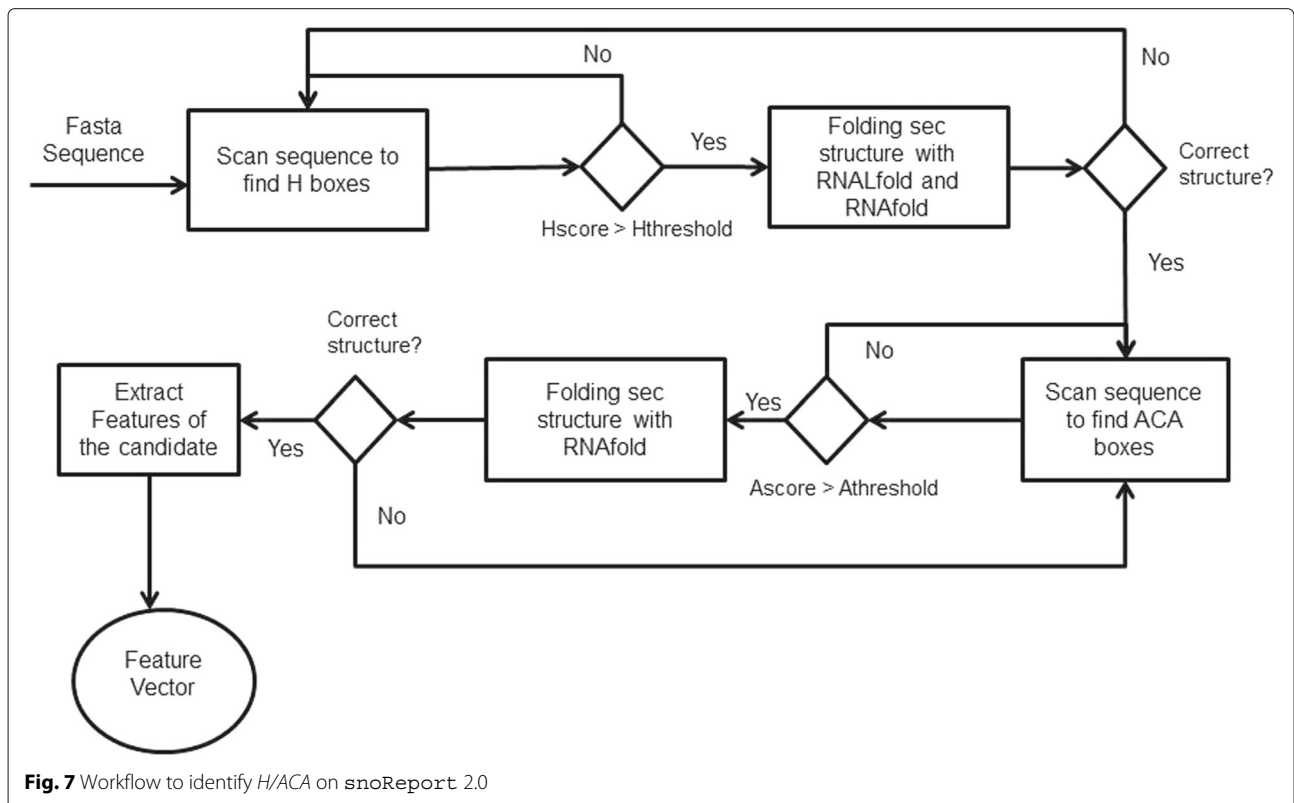 No
No
Fasta
Sequence
Scan sequence to
find H boxes
Yes
Folding sec
structure with
RNALfold and
RNAfold
Correct
structure?
Hscore > Hthreshold
Yes
Correct
structure?
No
Extract
Features of
the candidate
Yes
Folding sec
structure with
RNAfold
Yes
Scan sequence
to find ACA
boxes
Ascore > Athreshold
No
Feature
Vector
Fig. 7 Workflow to identify H/ACA on snoReport 2.0